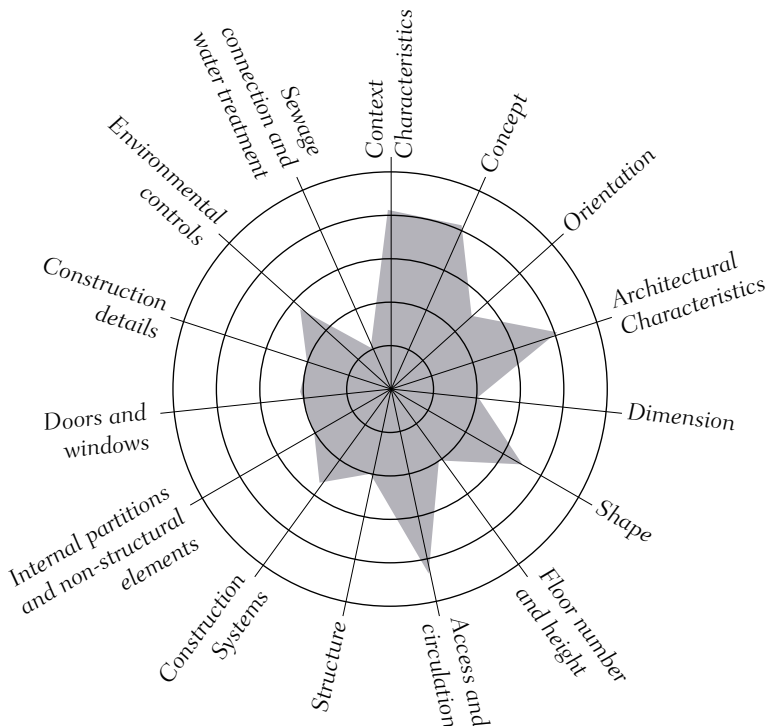 Context
Characteristics
Concept
Orientation
Architectural
Characteristics
Dimension
Shape
Floor number
and height
Access and
circulation
Structure
Construction
Systems
Internal partitions
and non-structural
elements
Doors and
windows
Construction
details
Environmental
controls
Sewage
connection and
water treatment